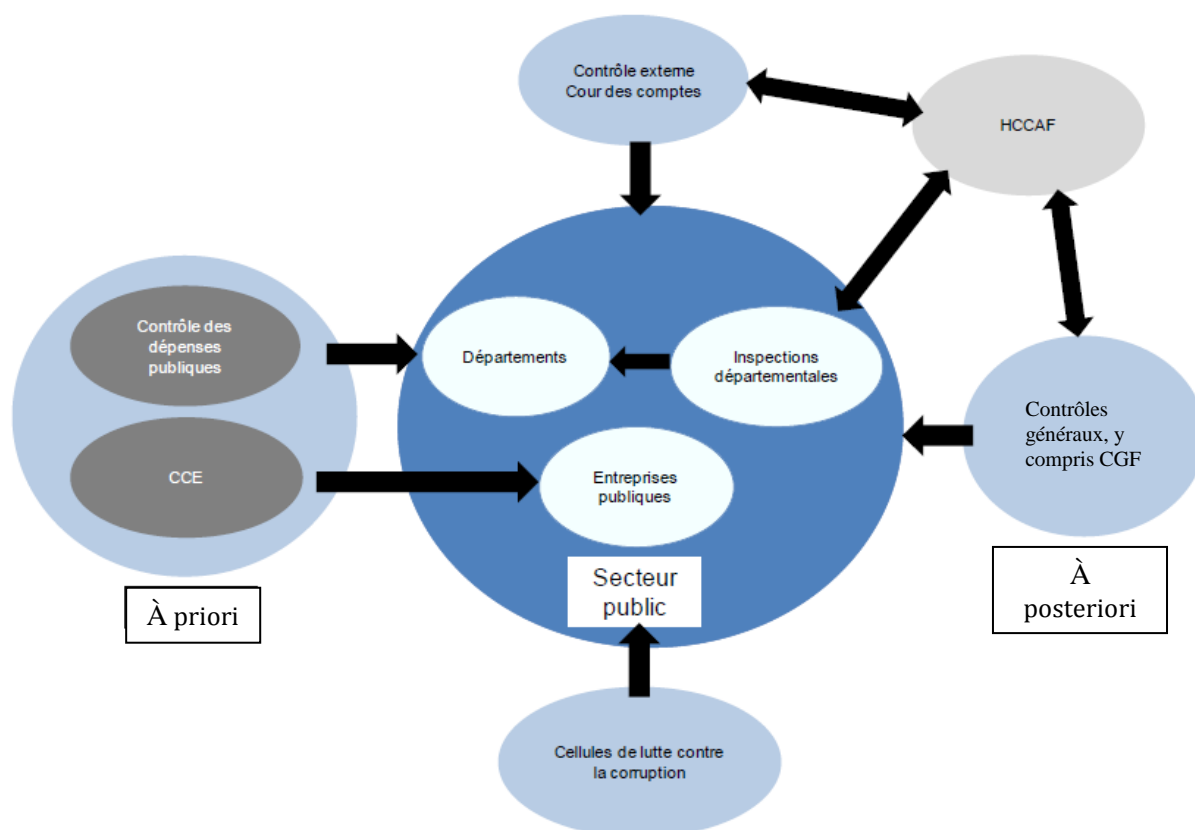 Contrôle externe
Cour des comptes
HCCAF
Contrôle des
dépenses
publiques
Départements
Inspections
départementales
Contrôles
généraux, y
compris CGF
CCE
Entreprises
publiques
Secteur
public
À priori
À
posteriori
Cellules de lutte contre
la corruption